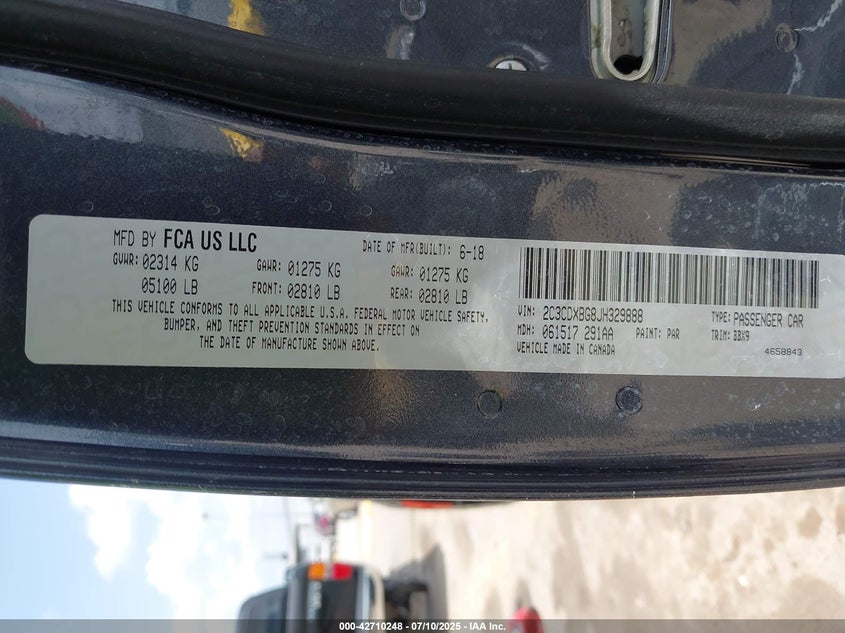 MFD BY FCA US LLC
DATE OF MFR(BUILT): 6-18
GVWR: 02314 KG GAWR: 01275 KG GAWR: 01275 KG
05100 LB FRONT: 02810 LB REAR: 02810 LB
THIS VEHICLE CONFORMS TO ALL APPLICABLE U.S.A. FEDERAL MOTOR VEHICLE SAFETY,
BUMPER, AND THEFT PREVENTION STANDARDS IN EFFECT ON
THE DATE OF MANUFACTURE SHOWN ABOVE.
VIN: 2C3CDXBG8JH329888 TYPE: PASSENGER CAR
MDH: 061517 291AA PAINT: PAR TRIM: BBX9
VEHICLE MADE IN CANADA 4658843
000-42710248 - 07/10/2025 - IAA Inc.